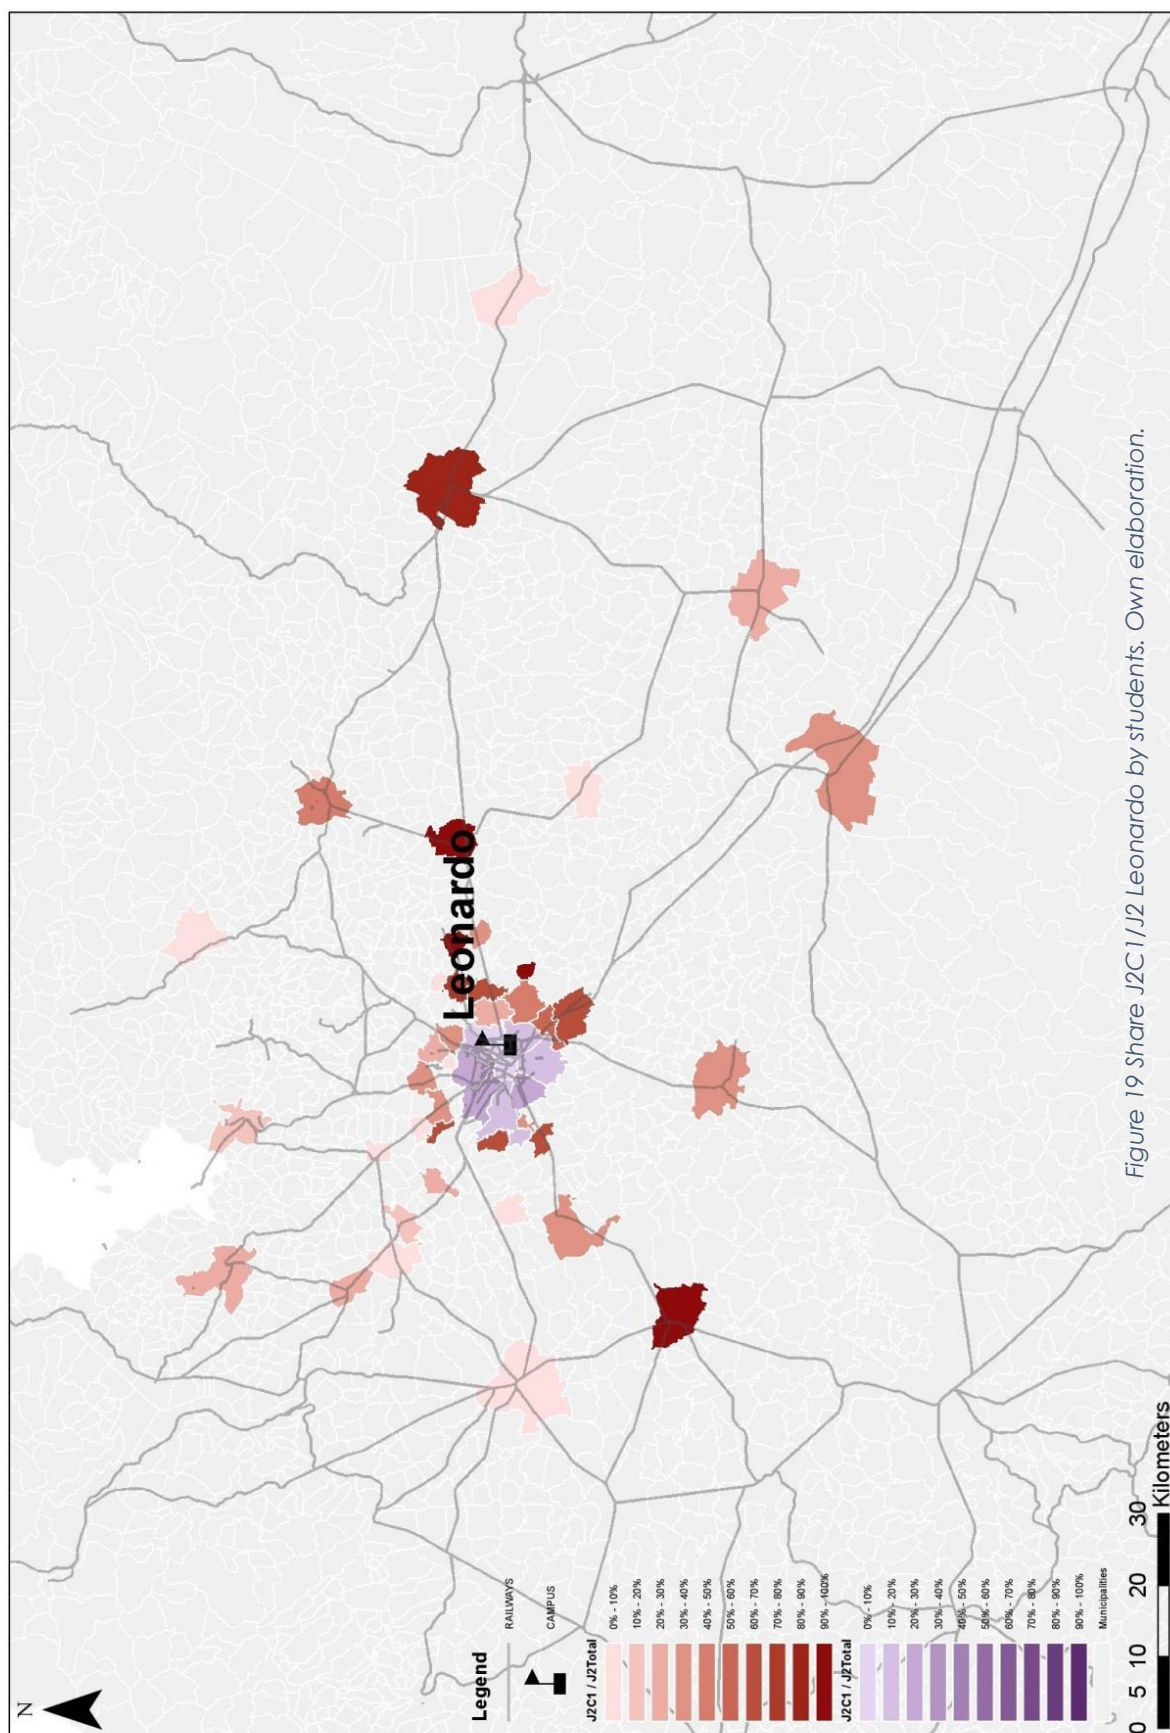 N
Leonardo
Legend
RAILWAYS
CAMPUS
J2C1 / J2Total
0% - 10%
10% - 20%
20% - 30%
30% - 40%
40% - 50%
50% - 60%
60% - 70%
70% - 80%
80% - 90%
90% - 100%
J2C1 / J2Total
0% - 10%
10% - 20%
20% - 30%
30% - 40%
40% - 50%
50% - 60%
60% - 70%
70% - 80%
80% - 90%
90% - 100%
Municipalities
0 5 10 20 30
Kilometers
Figure 19 Share J2C1/J2 Leonardo by students. Own elaboration.